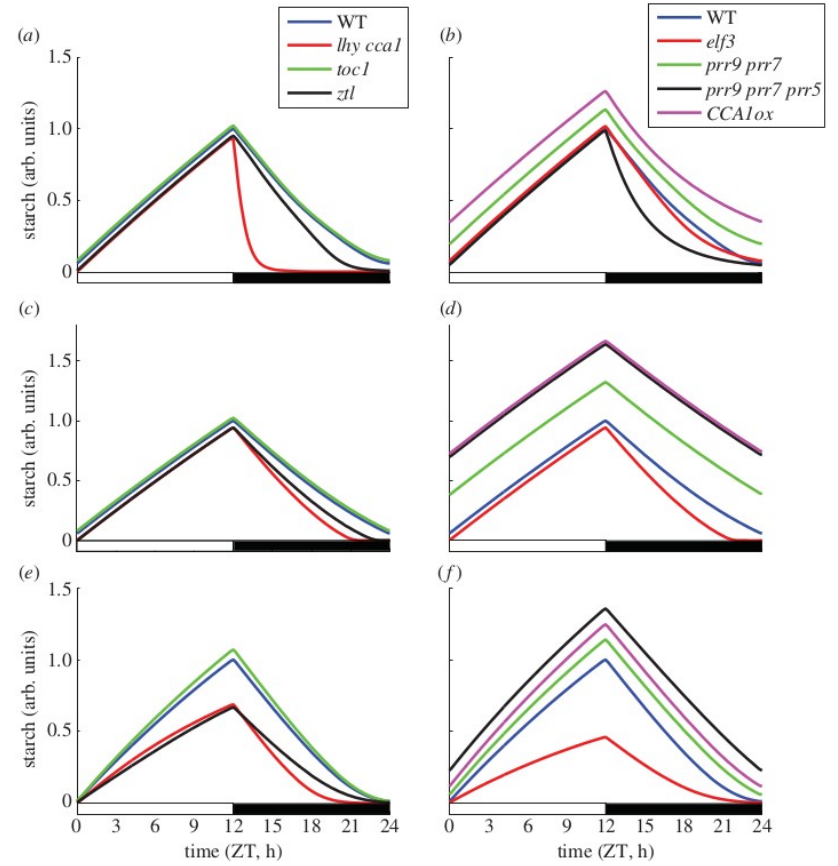 WT
lhy cca1
toc1
ztl
WT
elf3
prr9 prr7
prr9 prr7 prr5
CCA1ox
(a)
(b)
1.5
1.0
0.5
0
starch (arb. units)
(c)
(d)
1.5
1.0
0.5
0
starch (arb. units)
(e)
(f)
1.5
1.0
0.5
0
starch (arb. units)
0 3 6 9 12 15 18 21 24
time (ZT, h)
0 3 6 9 12 15 18 21 24
time (ZT, h)